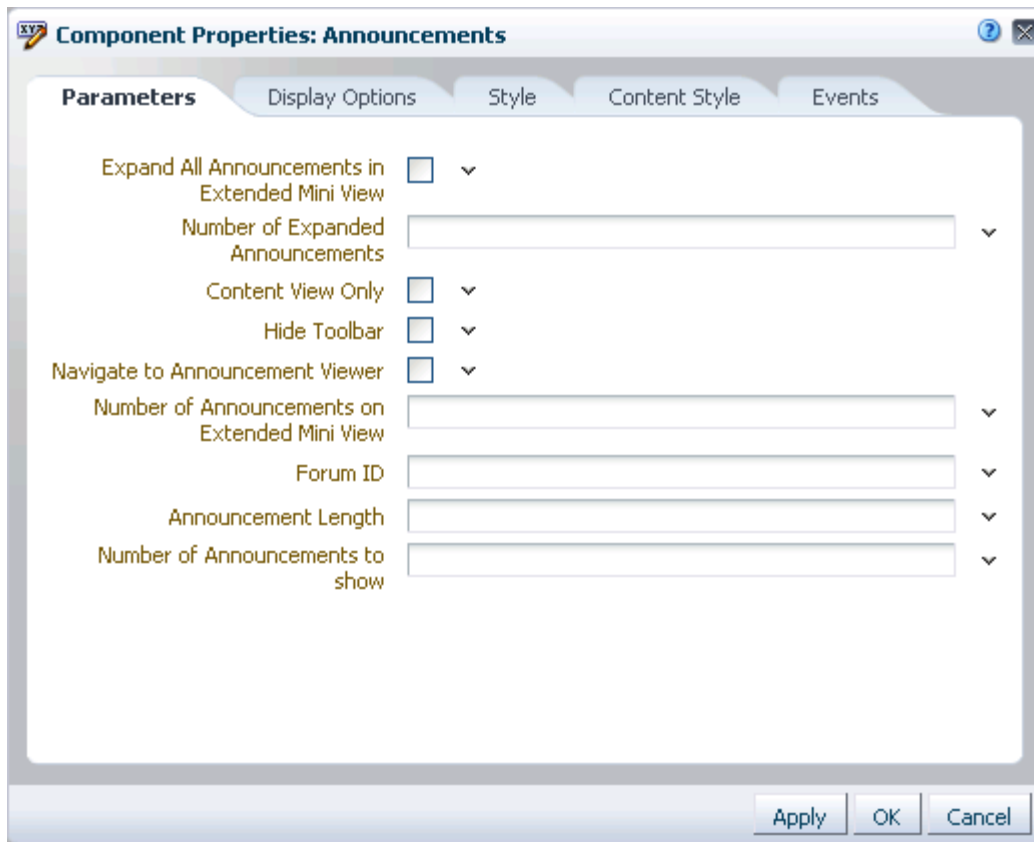 Component Properties: Announcements
Parameters
Display Options
Style
Content Style
Events
Expand All Announcements in
Extended Mini View
Number of Expanded
Announcements
Content View Only
Hide Toolbar
Navigate to Announcement Viewer
Number of Announcements on
Extended Mini View
Forum ID
Announcement Length
Number of Announcements to
show
Apply
OK
Cancel